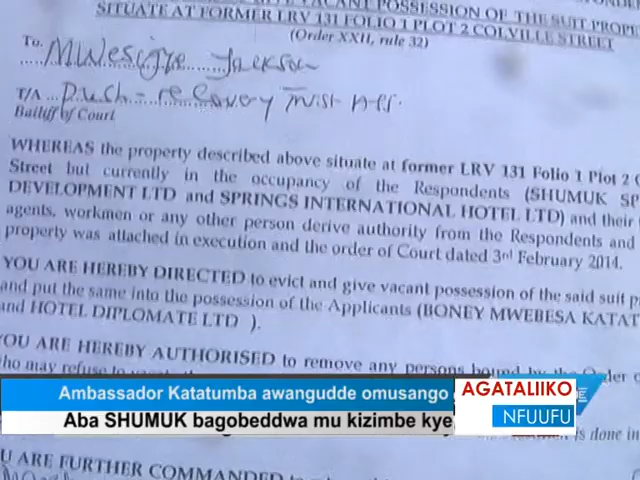 VACANT POSSESSION OF THE SUIT
SITUATE AT FORMER LRV 131 FOLIO 1 PLOT 2 COLVILLE STREET
(Order XXII, rule 32)
To. Mwesigye Jackson
T/A
Bailiff of Court
WHEREAS the property described above situate at former LRV 131 Folio 1 Plot 2
Street but currently in the occupancy of the Respondents (SHUMUK
DEVELOPMENT LTD and SPRINGS INTERNATIONAL HOTEL LTD) and their
agents, workmen or any other person derive authority from the Respondents and
property was attached in execution and the order of Court dated 3rd February 2014.
YOU ARE HEREBY DIRECTED to evict and give vacant possession of the said suit
and put the same into the possession of the Applicants (BONEY MWEBESA
and HOTEL DIPLOMATE LTD ).
YOU ARE HEREBY AUTHORISED to remove any persons bound by the Order
who may refuse to
Ambassador Katatumba awangudde omusango
AGATALIIKO
NFUUFU
Aba SHUMUK bagobeddwa mu kizimbe kye
is done in
ARE FURTHER COMMANDED